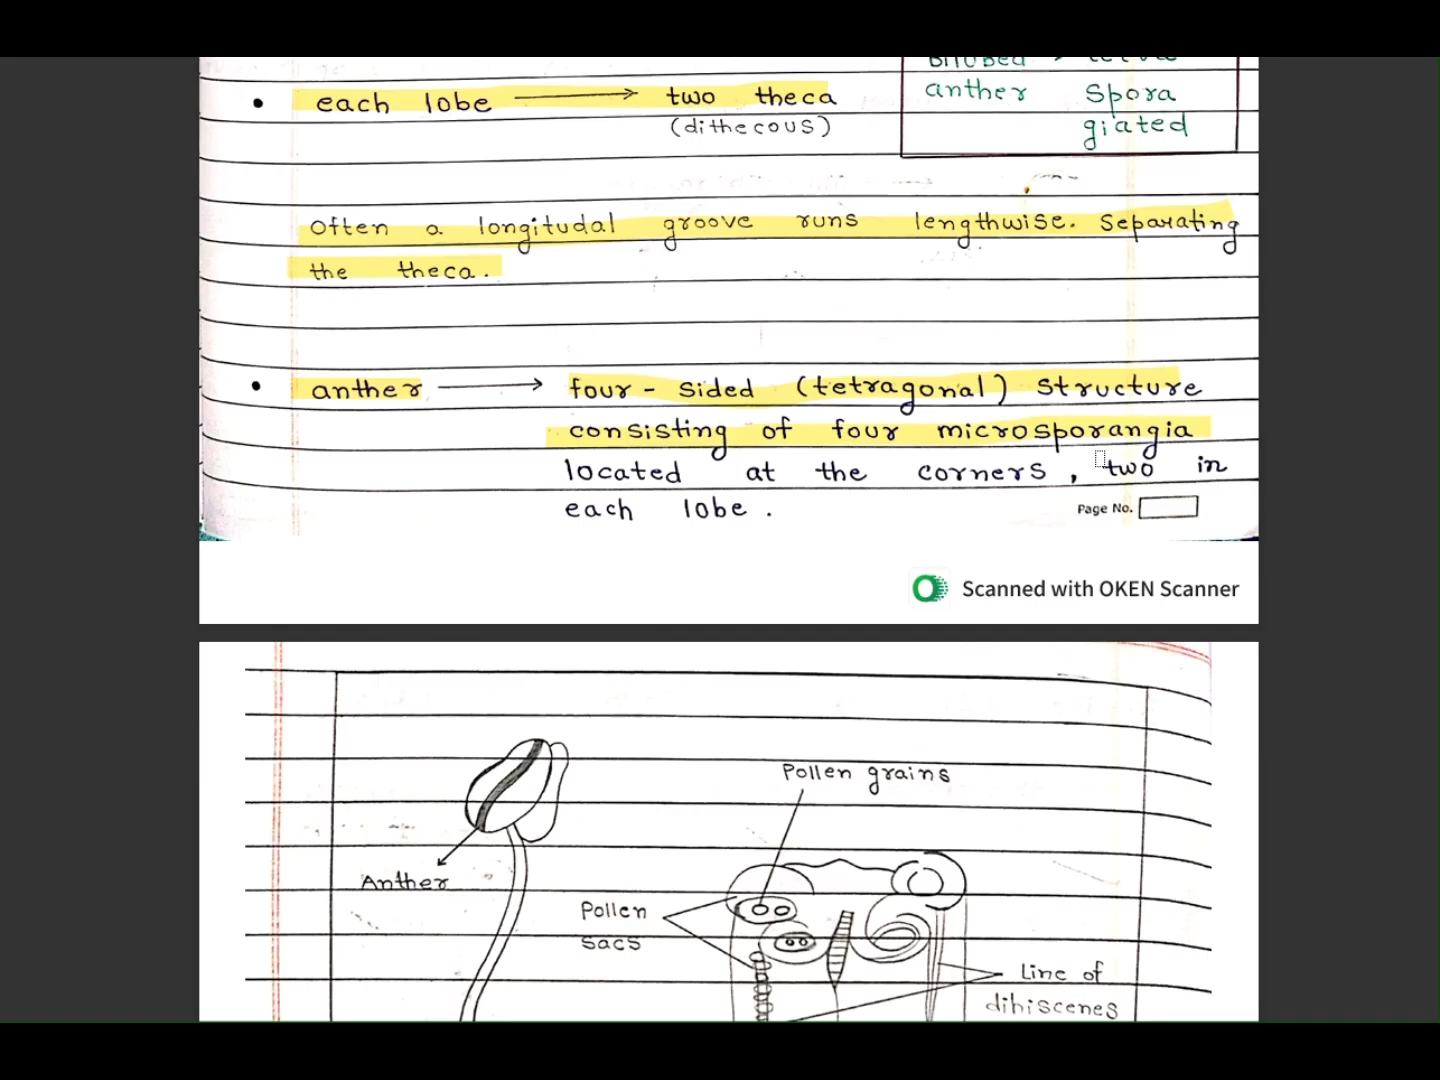 each lobe → two theca
(dithecous)
anther Spora
giated
Often a longitudal groove runs lengthwise. Separating
the theca.
anther → four-sided (tetragonal) structure
consisting of four microsporangia
located at the corners, two in
each lobe.
Page No.
Scanned with OKEN Scanner
Pollen grains
Anther
Pollen
sacs
Line of
dihiscenes